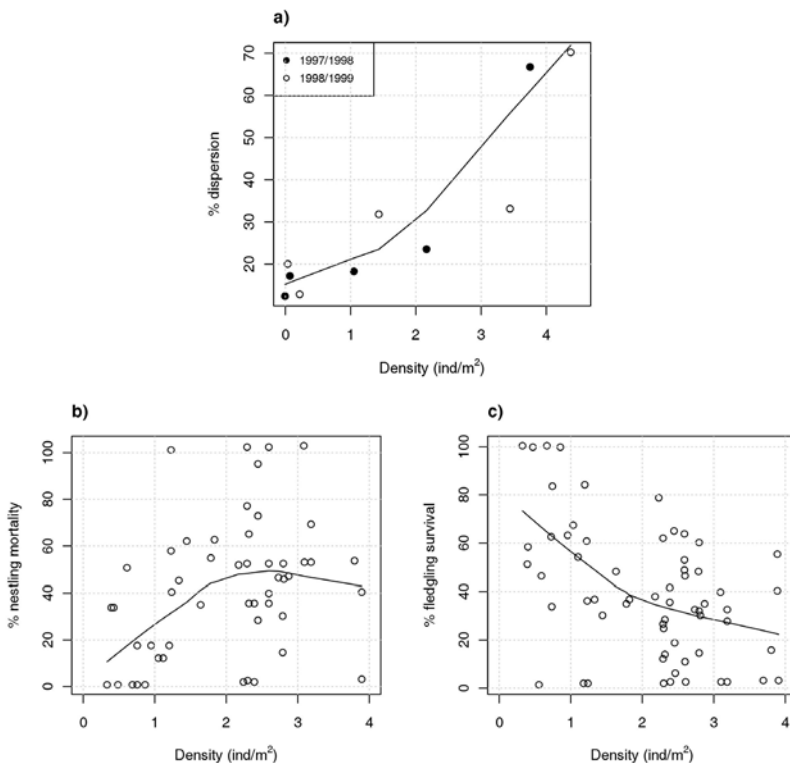 a)
1997/1998
1998/1999
% dispersion
70
60
50
40
30
20
0 1 2 3 4
Density (ind/m²)
b)
% nestling mortality
100
80
60
40
20
0
0 1 2 3 4
Density (ind/m²)
c)
% fledgling survival
100
80
60
40
20
0
0 1 2 3 4
Density (ind/m²)